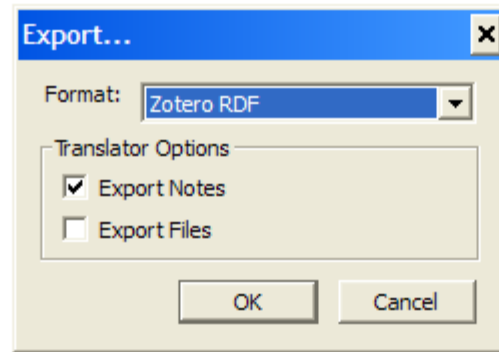 Export...
Format: Zotero RDF
Translator Options
Export Notes
Export Files
OK Cancel